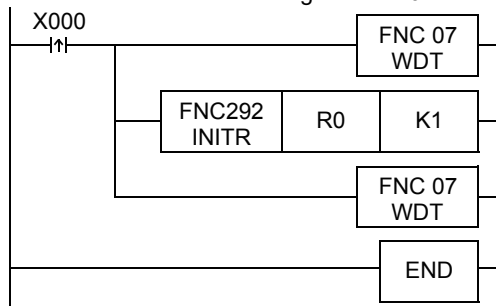 X000
FNC 07
WDT
FNC292
INITR
R0
K1
FNC 07
WDT
END